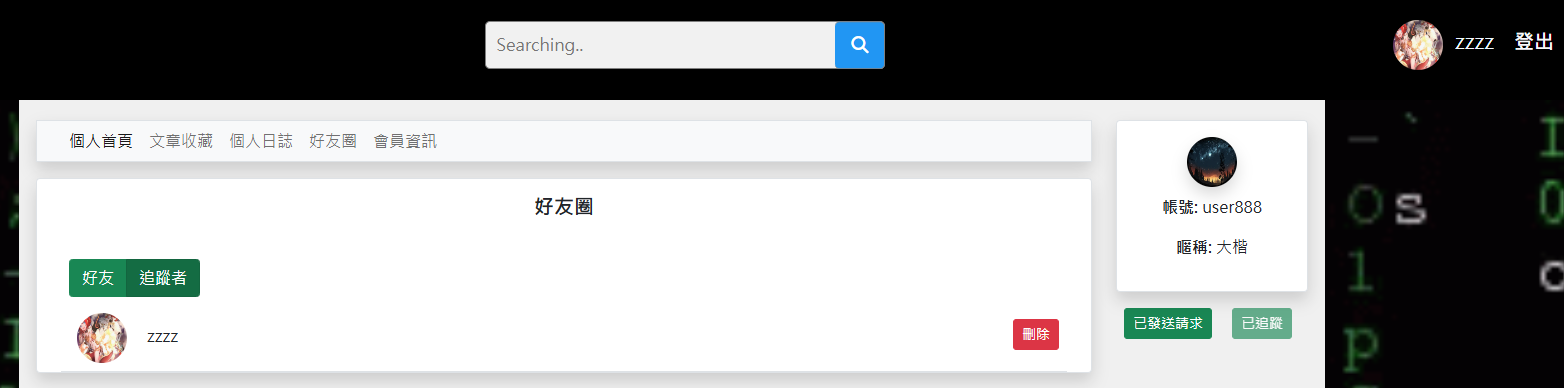 Searching..
zzzz 登出
個人首頁 文章收藏 個人日誌 好友圈 會員資訊
好友圈
好友 追蹤者
zzzz 刪除
帳號: user888
暱稱: 大楷
已發送請求 已追蹤
s
0
1
p